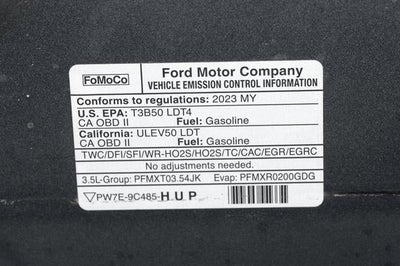 FoMoCo
Ford Motor Company
VEHICLE EMISSION CONTROL INFORMATION
Conforms to regulations: 2023 MY
U.S. EPA: T3B50 LDT4
CA OBD II Fuel: Gasoline
California: ULEV50 LDT
CA OBD II Fuel: Gasoline
TWC/DFI/SFI/WR-HO2S/HO2S/TC/CAC/EGR/EGRC
No adjustments needed.
3.5L-Group: PFMXT03.54JK Evap: PFMXR0200GDG
PW7E-9C485-HUP